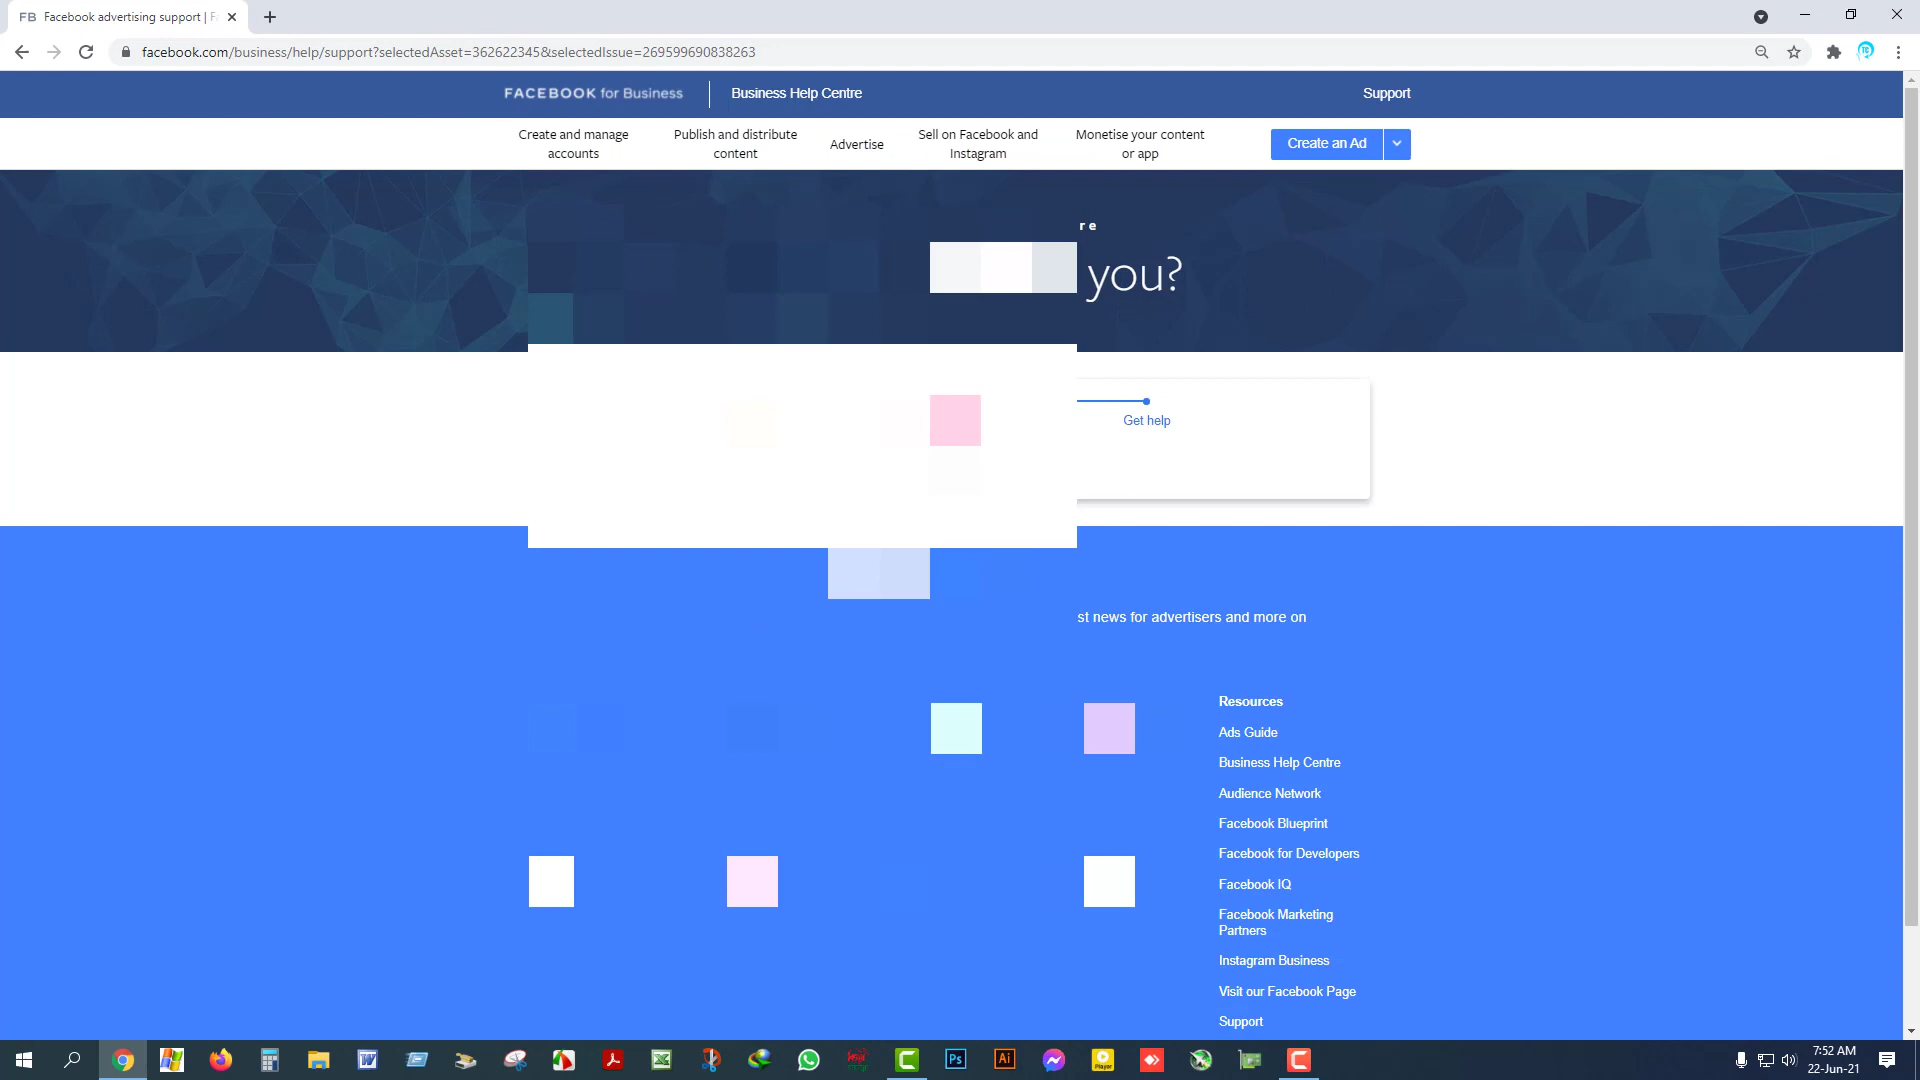 FB Facebook advertising support | F
facebook.com/business/help/support?selectedAsset=362622345&selectedIssue=269599690838263
FACEBOOK for Business
Business Help Centre
Support
Create and manage
accounts
Publish and distribute
content
Advertise
Sell on Facebook and
Instagram
Monetise your content
or app
Create an Ad
re
you?
Get help
st news for advertisers and more on
Resources
Ads Guide
Business Help Centre
Audience Network
Facebook Blueprint
Facebook for Developers
Facebook IQ
Facebook Marketing
Partners
Instagram Business
Visit our Facebook Page
Support
Ps
Ai
Player
7:52 AM
22-Jun-21